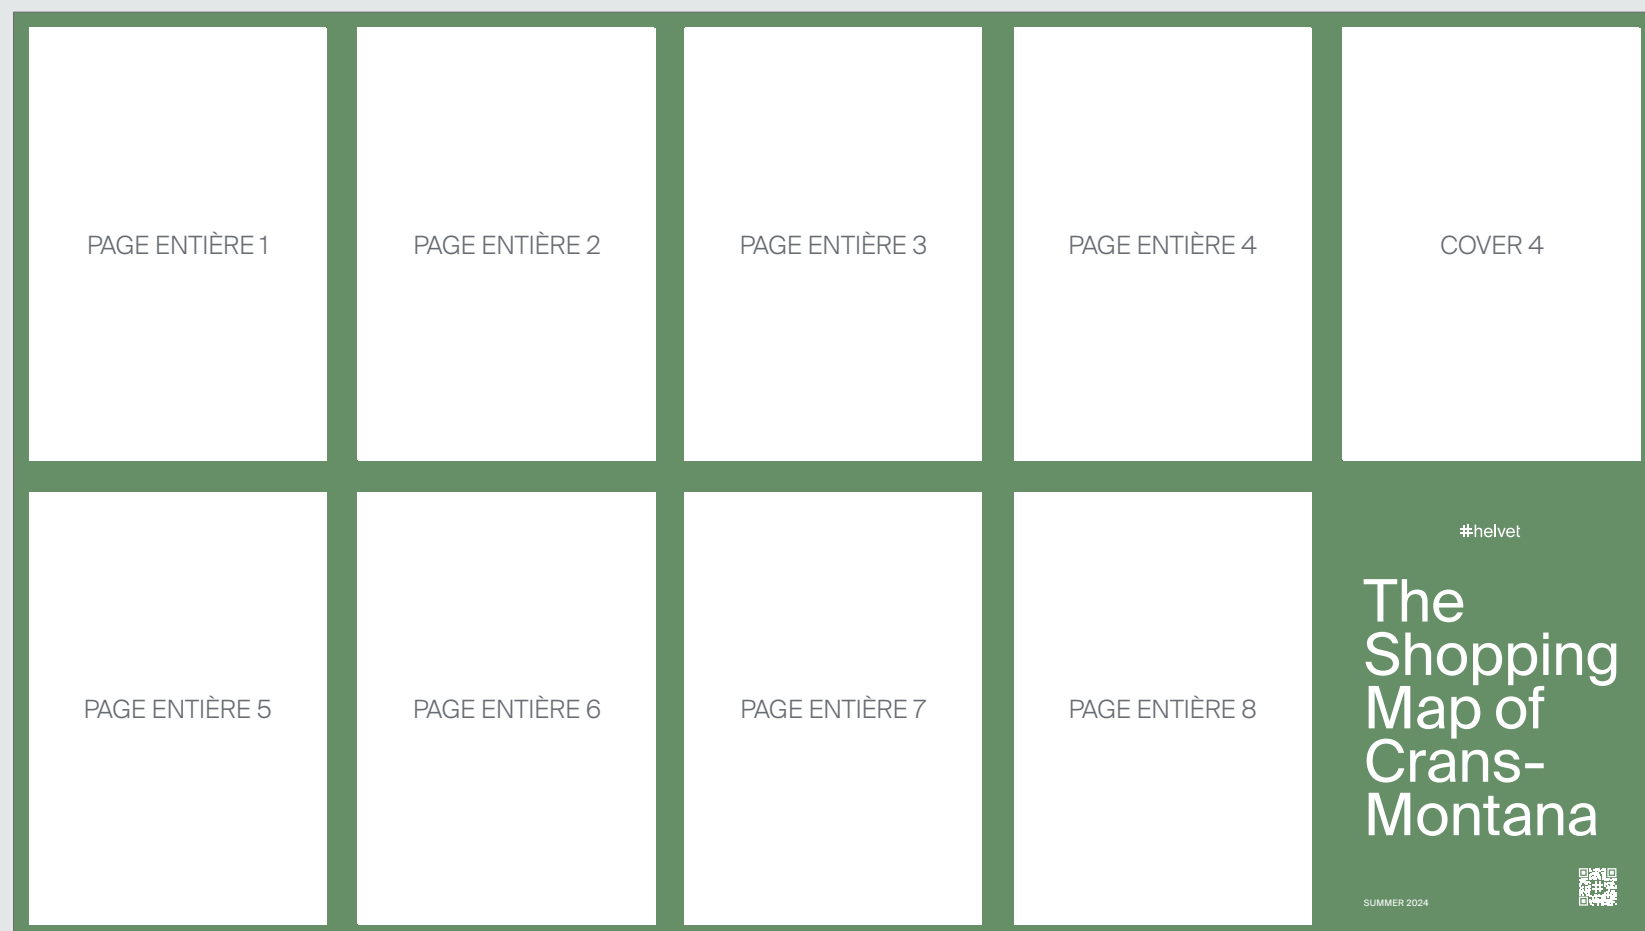 PAGE ENTIÈRE 1
PAGE ENTIÈRE 2
PAGE ENTIÈRE 3
PAGE ENTIÈRE 4
COVER 4
PAGE ENTIÈRE 5
PAGE ENTIÈRE 6
PAGE ENTIÈRE 7
PAGE ENTIÈRE 8
#helvet
The
Shopping
Map of
Crans-
Montana
SUMMER 2024